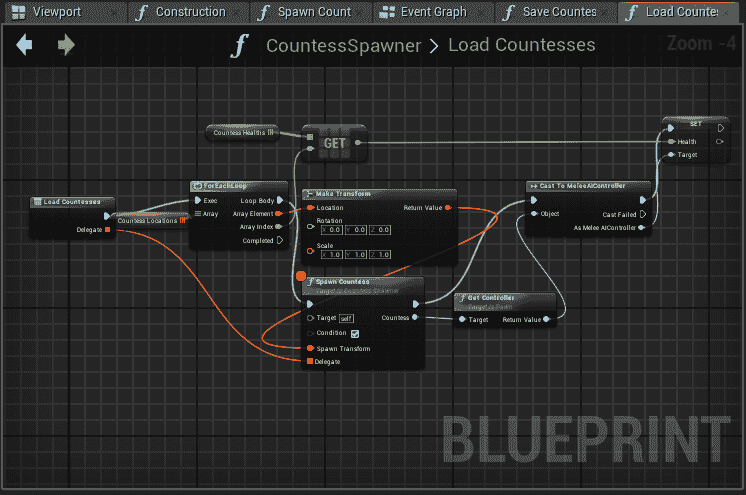 Viewport
Construction
Spawn Count
Event Graph
Save Countes
Load Countes
CountessSpawner > Load Countesses
Zoom -4
Countess Healths
GET
SET
Health
Target
ForEachLoop
Exec
Loop Body
Array
Array Element
Array Index
Completed
Load Countesses
Delegate
Countess Locations
Make Transform
Location
Return Value
Rotation
X 0.0 Y 0.0 Z 0.0
Scale
X 1.0 Y 1.0 Z 1.0
Cast To MeleeAIController
Object
Cast Failed
As Melee AIController
Spawn Countess
Target is Countess Spawner
Target self
Countess
Condition
Spawn Transform
Delegate
Get Controller
Target is Pawn
Target
Return Value
BLUEPRINT